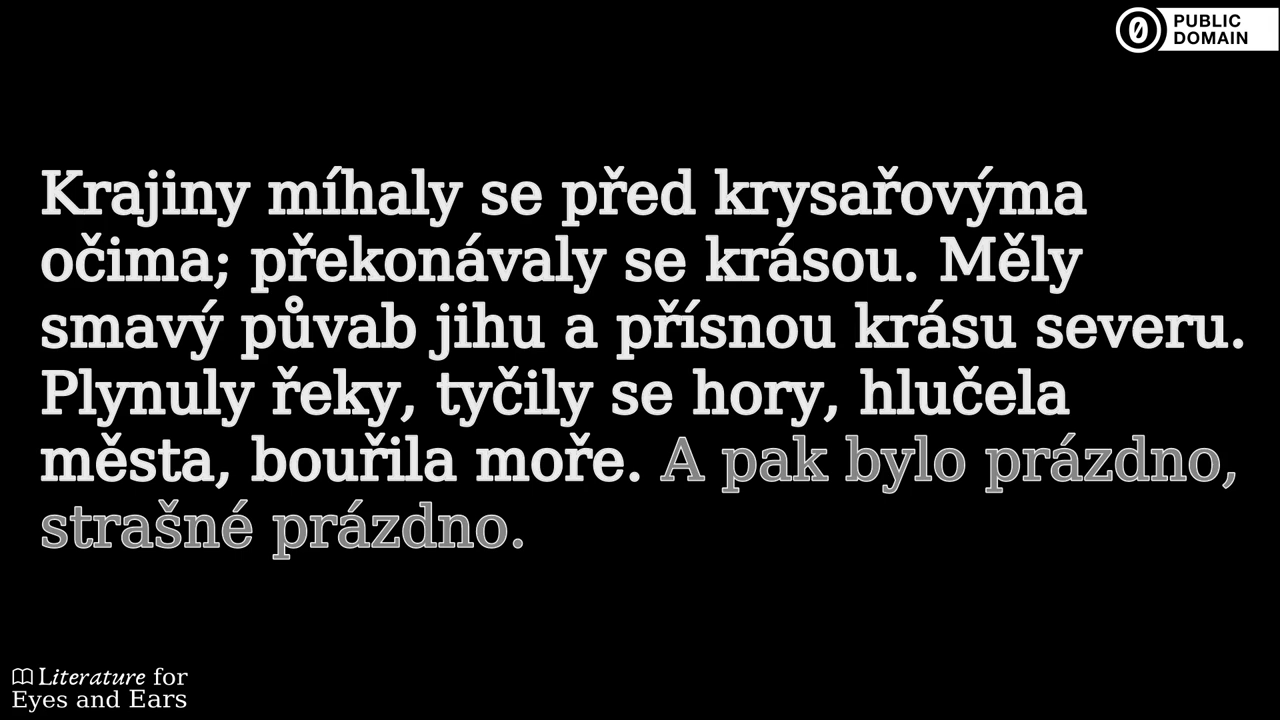 PUBLIC
DOMAIN
Krajiny míhaly se před krysařovýma
očima; překonávaly se krásou. Měly
smavý půvab jihu a přísnou krásu severu.
Plynuly řeky, tyčily se hory, hlučela
města, bouřila moře. A pak bylo prázdno,
strašné prázdno.
Literature for
Eyes and Ears